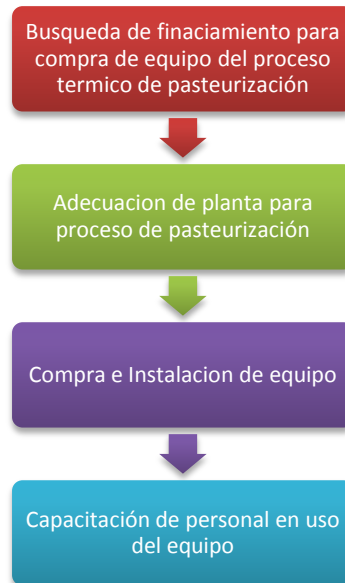 Busqueda de finaciamiento para
compra de equipo del proceso
termico de pasteurización
Adecuacion de planta para
proceso de pasteurización
Compra e Instalacion de equipo
Capacitación de personal en uso
del equipo